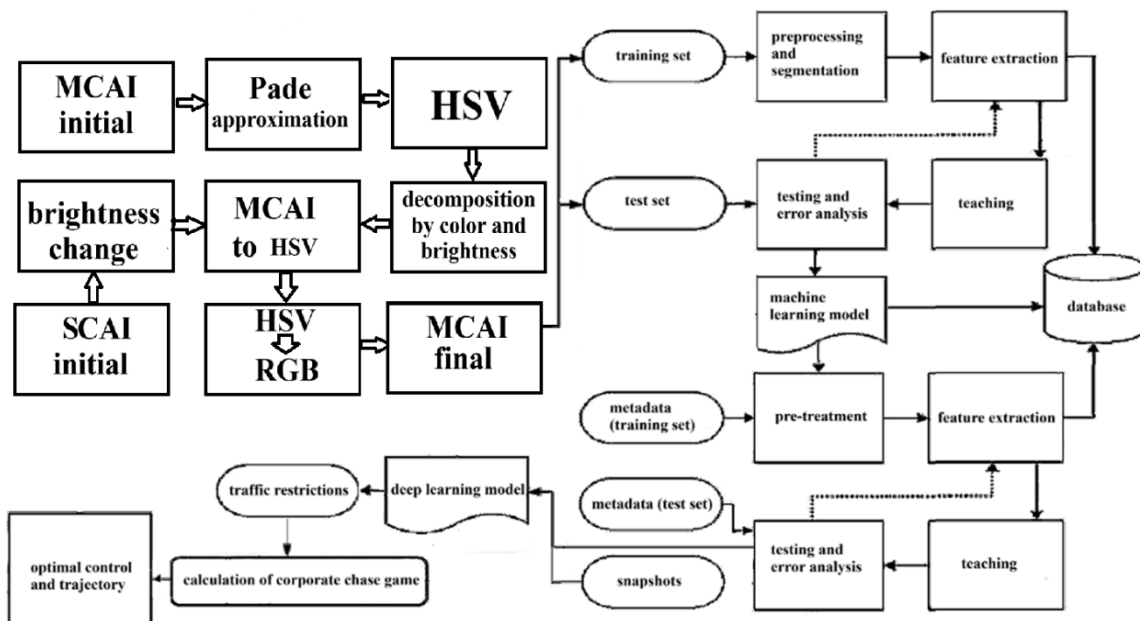 MCAI
initial
Pade
approximation
HSV
brightness
change
MCAI
to HSV
decomposition
by color and
brightness
SCAI
initial
HSV
RGB
MCAI
final
training set
preprocessing
and
segmentation
feature extraction
test set
testing and
error analysis
teaching
machine
learning model
database
metadata
(training set)
pre-treatment
feature extraction
traffic restrictions
deep learning model
metadata (test set)
snapshots
testing and
error analysis
teaching
optimal control
and trajectory
calculation of corporate chase game